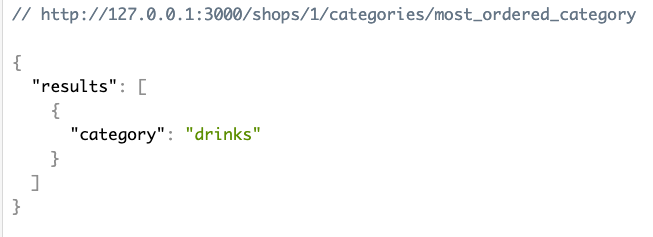 // http://127.0.0.1:3000/shops/1/categories/most_ordered_category
{
"results": [
{
"category": "drinks"
}
]
}